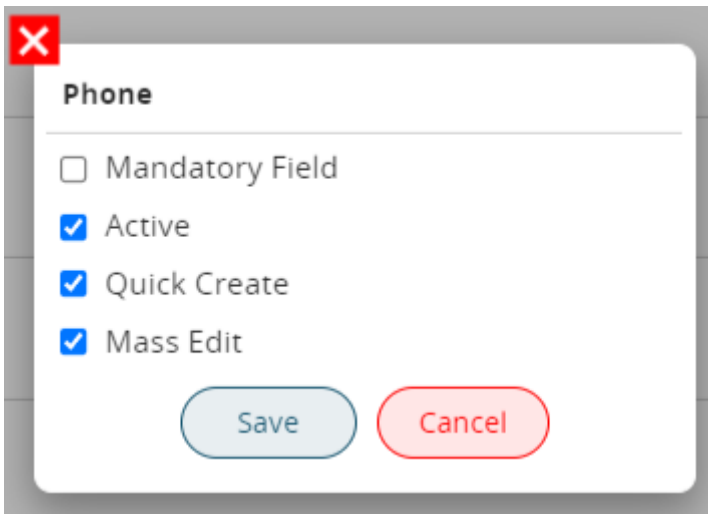 Phone
Mandatory Field
Active
Quick Create
Mass Edit
Save
Cancel